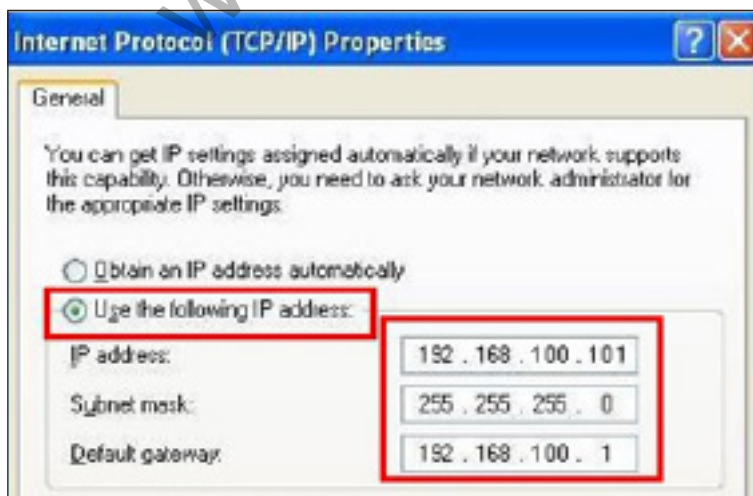 Internet Protocol (TCP/IP) Properties
General
You can get IP settings assigned automatically if your network supports
this capability. Otherwise, you need to ask your network administrator for
the appropriate IP settings.
Obtain an IP address automatically
Use the following IP address:
IP address:
192 . 168 . 100 . 101
Subnet mask:
255 . 255 . 255 . 0
Default gateway:
192 . 168 . 100 . 1